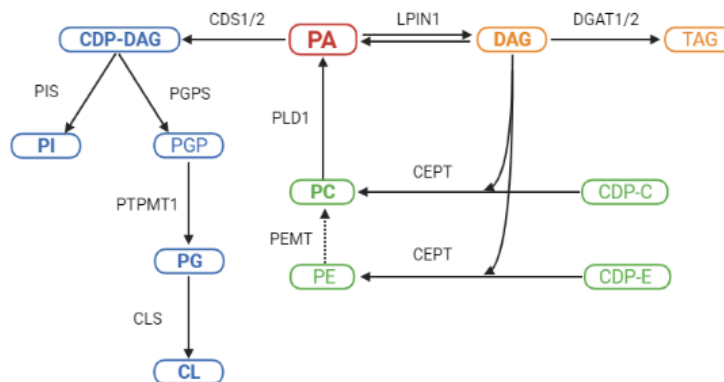 CDS1/2
LPIN1
DGAT1/2
CDP-DAG
PA
DAG
TAG
PIS
PGPS
PLD1
PI
PGP
CEPT
PC
CDP-C
PTPMT1
PEMT
CEPT
PG
PE
CDP-E
CLS
CL